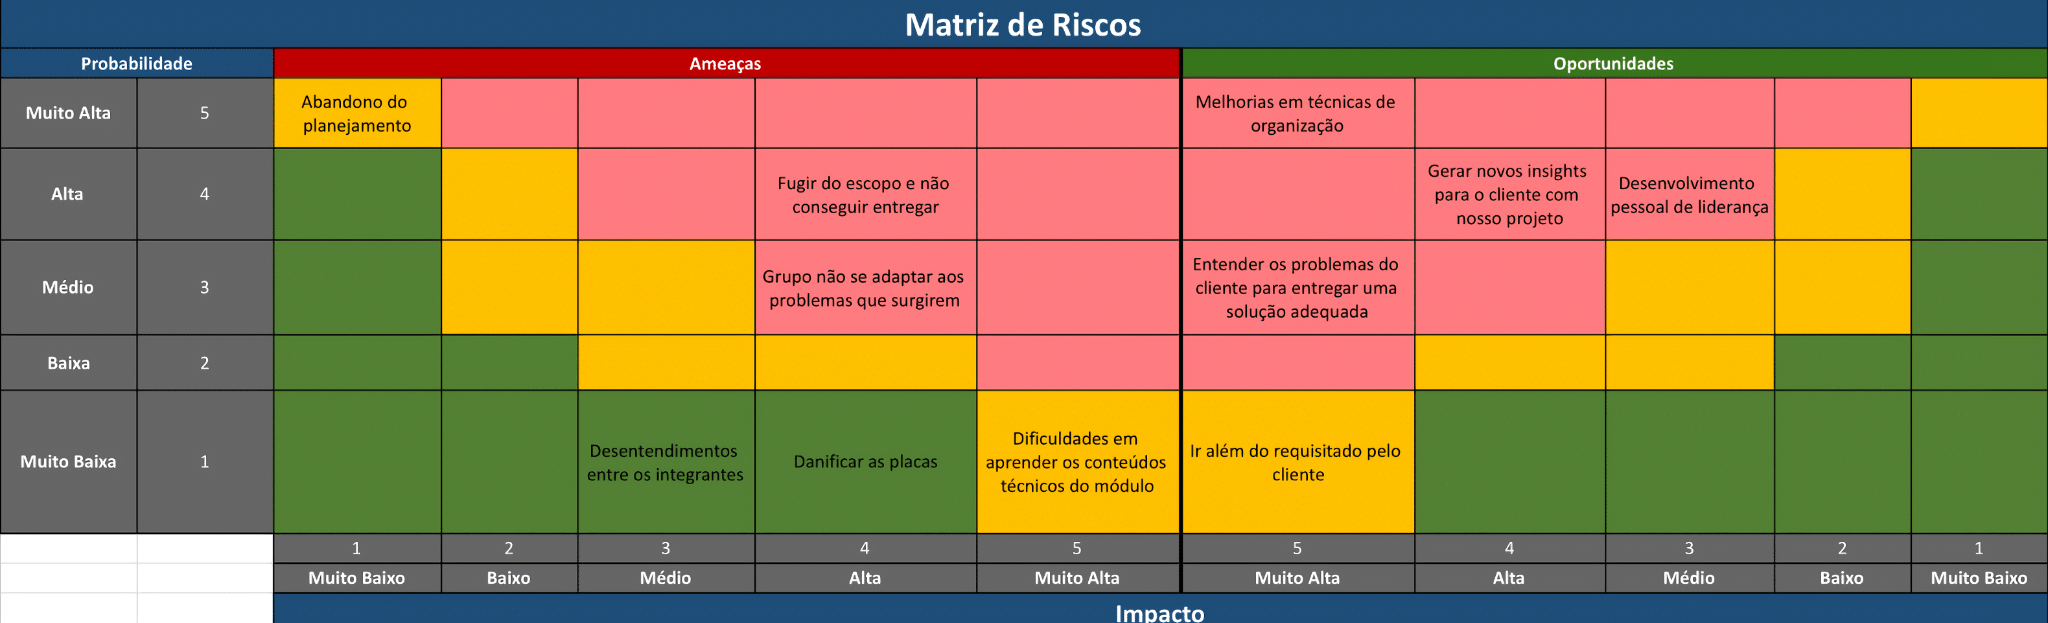 Matriz de Riscos
Probabilidade
Ameaças
Oportunidades
Muito Alta
5
Abandono do
planejamento
Melhorias em técnicas de
organização
Alta
4
Fugir do escopo e não
conseguir entregar
Gerar novos insights
para o cliente com
nosso projeto
Desenvolvimento
pessoal de liderança
Médio
3
Grupo não se adaptar aos
problemas que surgirem
Entender os problemas do
cliente para entregar uma
solução adequada
Baixa
2
Muito Baixa
1
Desentendimentos
entre os integrantes
Danificar as placas
Dificuldades em
aprender os conteúdos
técnicos do módulo
Ir além do requisitado pelo
cliente
1 2 3 4 5 5 4 3 2 1
Muito Baixo Baixo Médio Alta Muito Alta Muito Alta Alta Médio Baixo Muito Baixo
Impacto